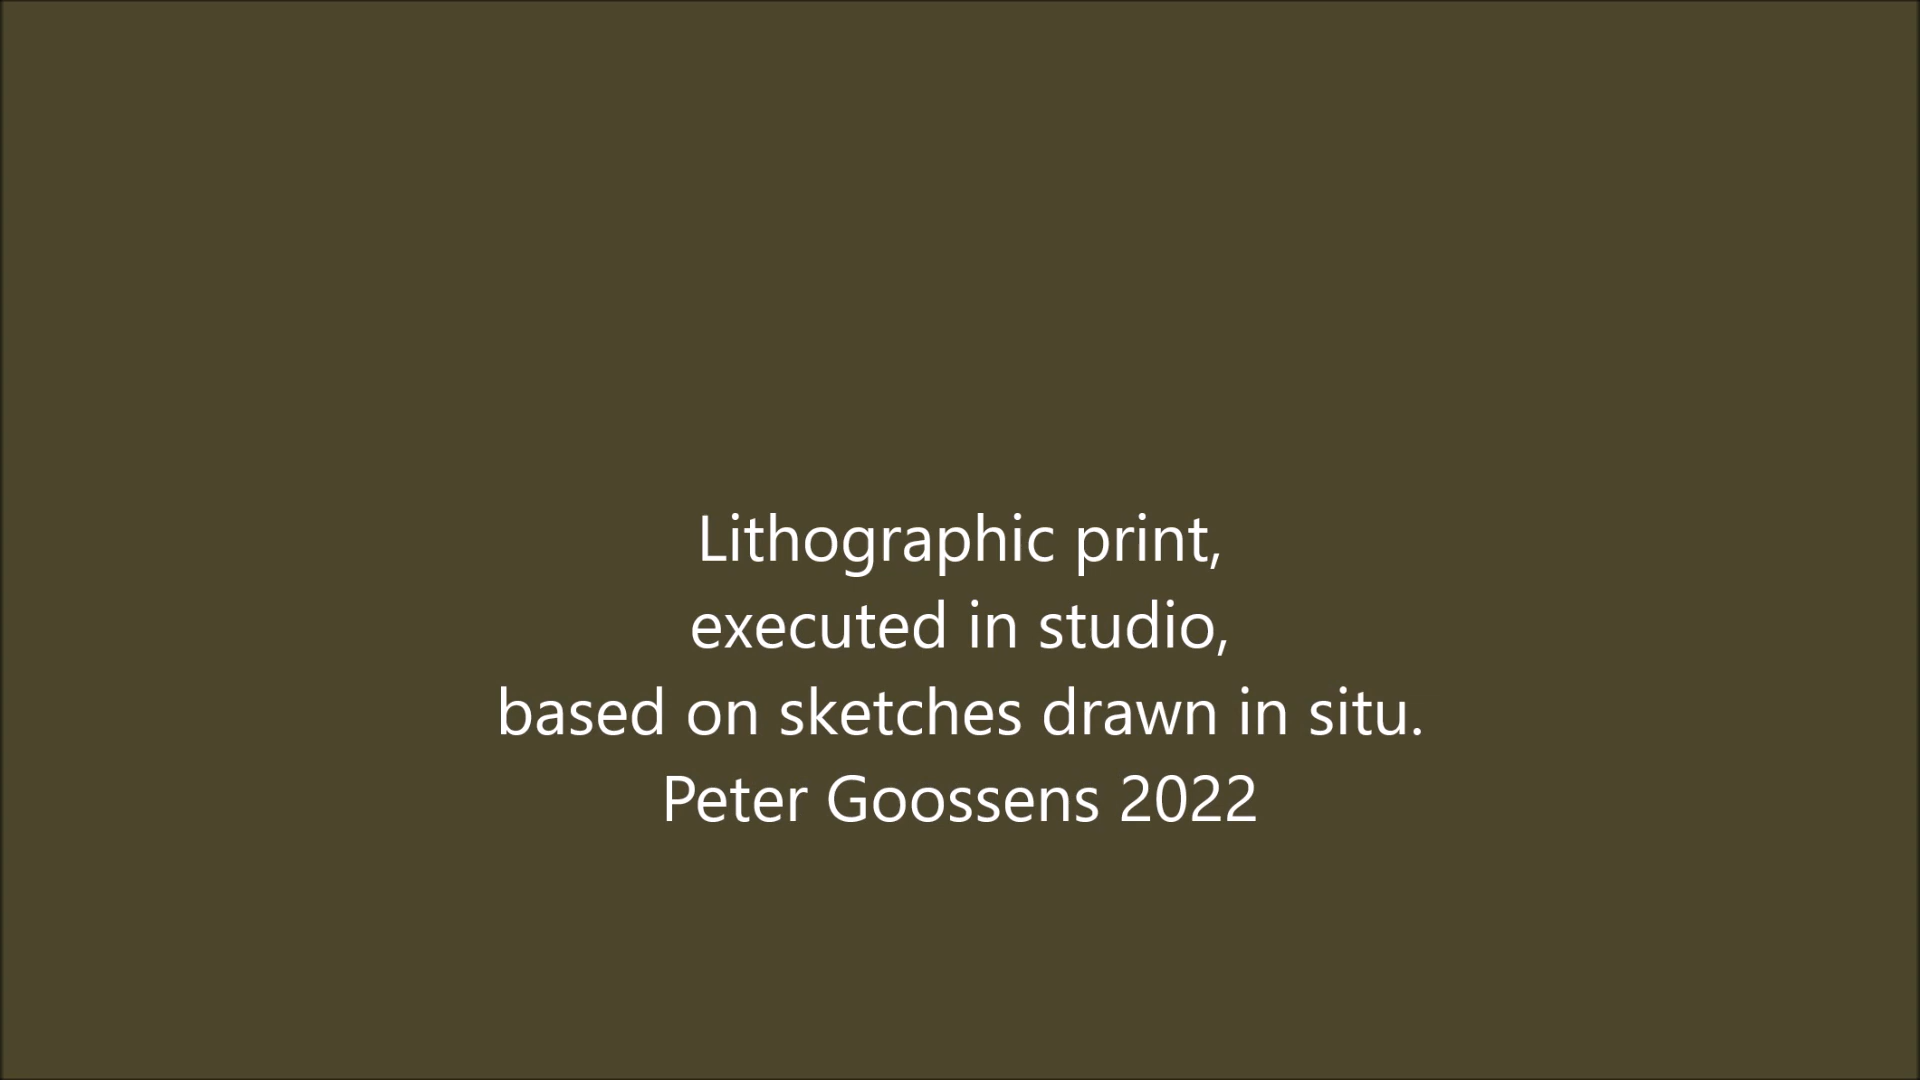 Lithographic print,
executed in studio,
based on sketches drawn in situ.
Peter Goossens 2022